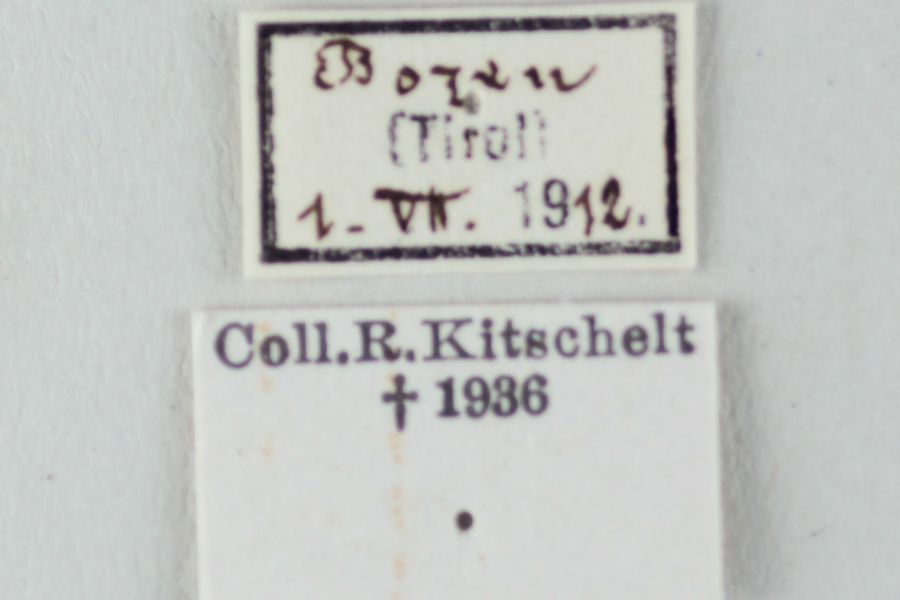 Bozen
(Tirol)
1-VII. 1912.
Coll.R.Kitschelt
† 1936